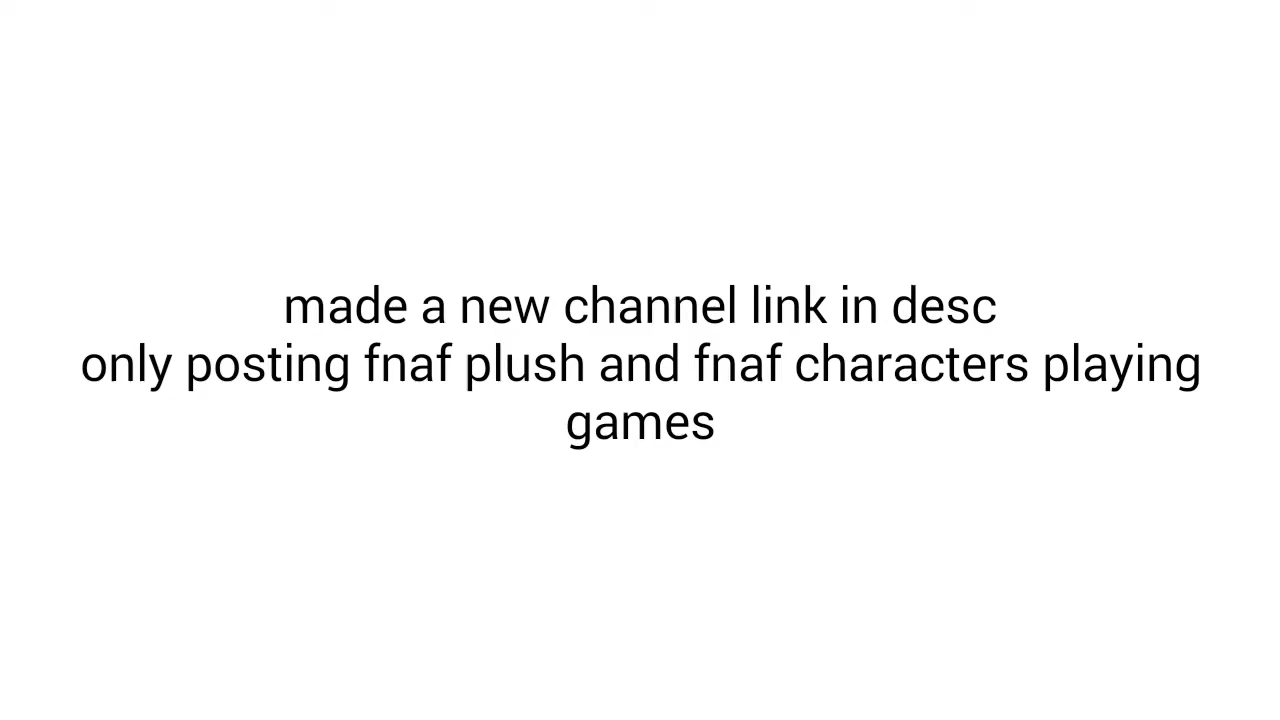 made a new channel link in desc
only posting fnaf plush and fnaf characters playing
games